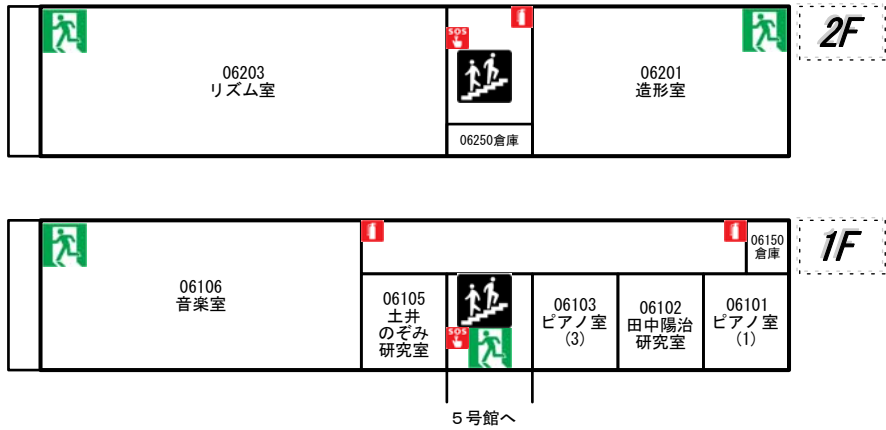 2F
SOS
06203
リズム室
06201
造形室
06250倉庫
1F
06150
倉庫
06106
音楽室
06105
土井
のぞみ
研究室
SOS
06103
ピアノ室
(3)
06102
田中陽治
研究室
06101
ピアノ室
(1)
５号館へ